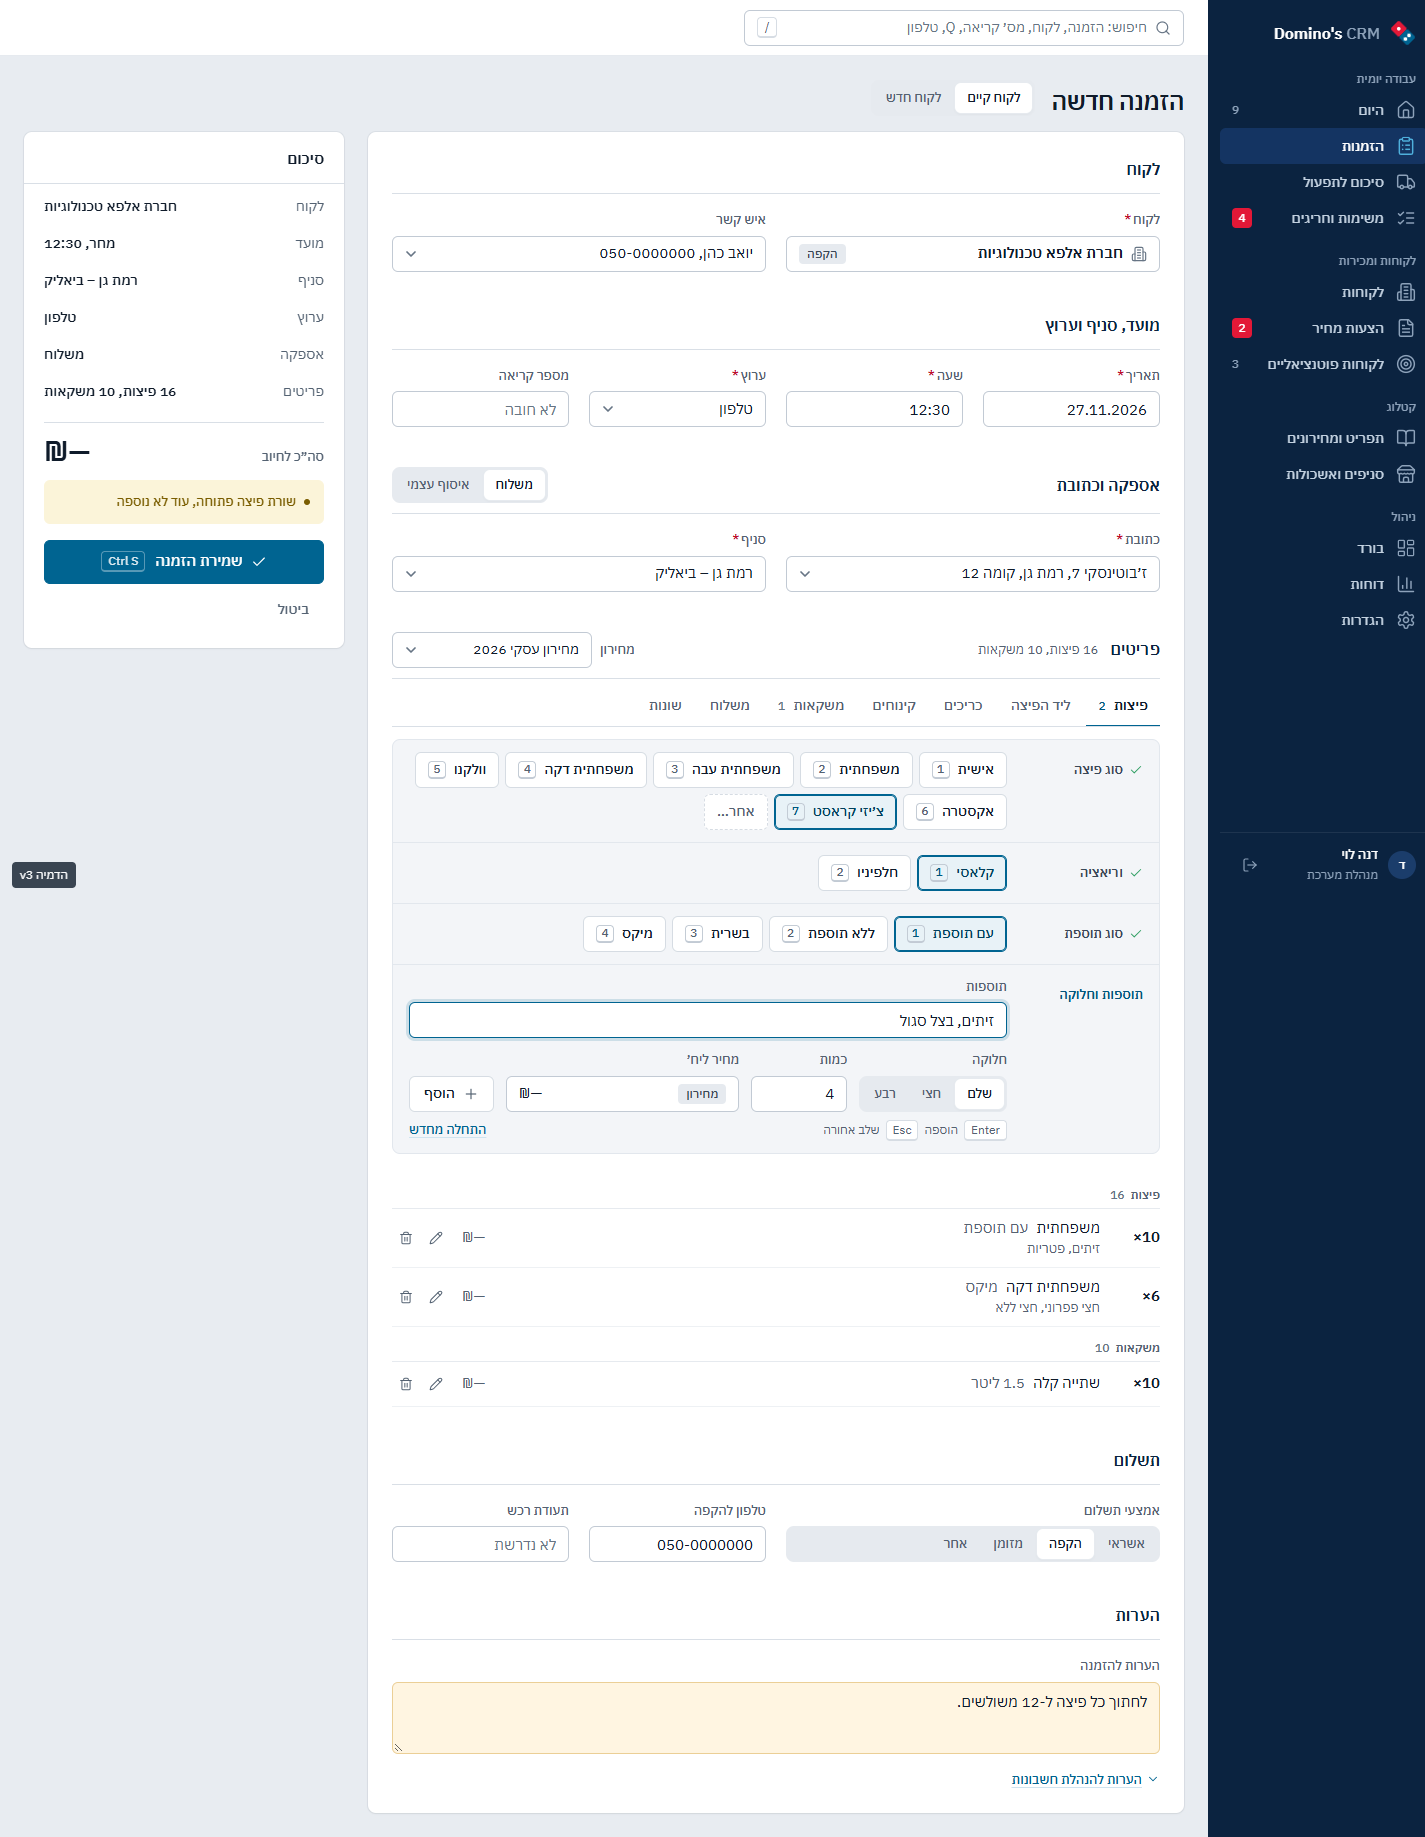 Domino's CRM
עבודה יומית
היום 9
הזמנות
סיכום לתפעול
משימות וחריגים 4
לקוחות ומכירות
לקוחות
הצעות מחיר 2
לקוחות פוטנציאליים 3
קטלוג
תפריט ומחירונים
סניפים ואשכולות
ניהול
בורד
דוחות
הגדרות
ד
דנה לוי
מנהלת מערכת
חיפוש: הזמנה, לקוח, מס׳ קריאה, Q, טלפון /
הזמנה חדשה
לקוח קיים לקוח חדש
לקוח
לקוח * איש קשר
חברת אלפא טכנולוגיות הקפה יואב כהן, 050-0000000
מועד, סניף וערוץ
תאריך * שעה * ערוץ * מספר קריאה
27.11.2026 12:30 טלפון לא חובה
אספקה וכתובת משלוח איסוף עצמי
כתובת * סניף *
ז׳בוטינסקי 7, רמת גן, קומה 12 רמת גן – ביאליק
פריטים 16 פיצות, 10 משקאות מחירון מחירון עסקי 2026
פיצות 2 ליד הפיצה כריכים קינוחים משקאות 1 משלוח שונות
סוג פיצה אישית 1 משפחתית 2 משפחתית עבה 3 משפחתית דקה 4 וולקנו 5
אקסטרה 6 צ׳יזי קראסט 7 אחר...
וריאציה קלאסי 1 חלפיניו 2
סוג תוספת עם תוספת 1 ללא תוספת 2 בשרית 3 מיקס 4
תוספות וחלוקה תוספות
זיתים, בצל סגול
חלוקה כמות מחיר ליח׳
שלם חצי רבע 4 מחירון —₪ הוסף
Enter הוספה Esc שלב אחורה התחלה מחדש
פיצות 16
×10 משפחתית עם תוספת —₪
זיתים, פטריות
×6 משפחתית דקה מיקס —₪
חצי פפרוני, חצי ללא
משקאות 10
×10 שתייה קלה 1.5 ליטר —₪
תשלום
אמצעי תשלום טלפון להקפה תעודת רכש
אשראי הקפה מזומן אחר 050-0000000 לא נדרשת
הערות
הערות להזמנה
לחתוך כל פיצה ל-12 משולשים.
הערות להנהלת חשבונות
סיכום
לקוח חברת אלפא טכנולוגיות
מועד מחר, 12:30
סניף רמת גן – ביאליק
ערוץ טלפון
אספקה משלוח
פריטים 16 פיצות, 10 משקאות
סה״כ לחיוב —₪
שורת פיצה פתוחה, עוד לא נוספה
שמירת הזמנה Ctrl S
ביטול
הדמיה v3